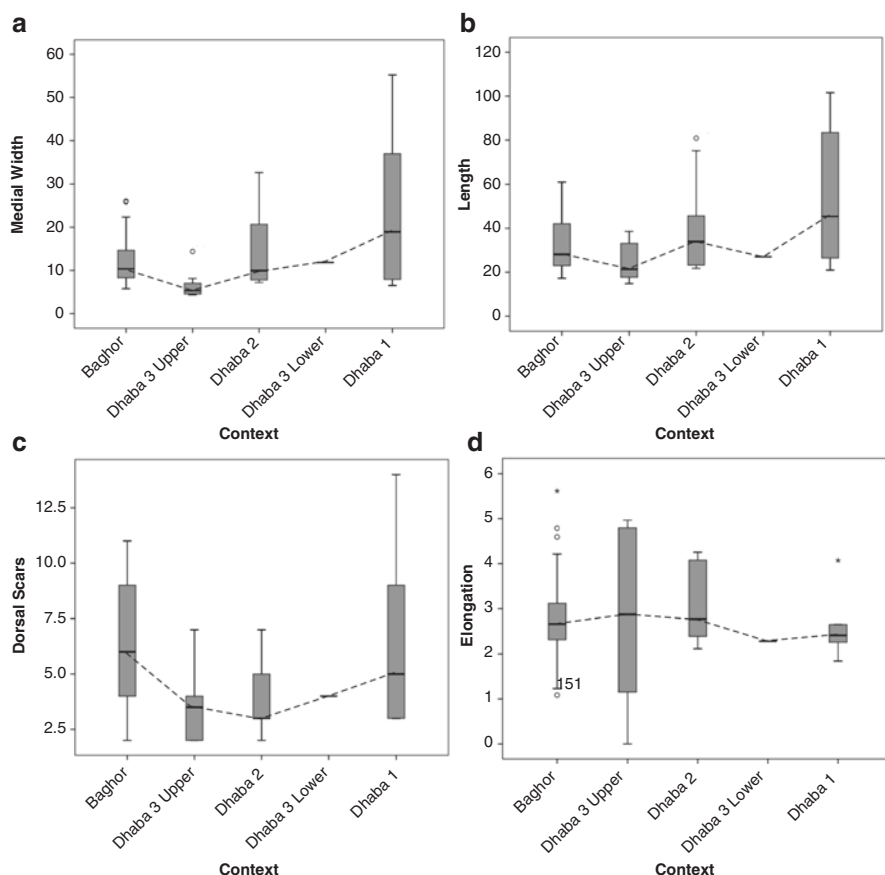 a
60
50
40
30
20
10
0
Medial Width
Baghor
Dhaba 3 Upper
Dhaba 2
Dhaba 3 Lower
Dhaba 1
Context
b
120
100
80
60
40
20
0
Length
Baghor
Dhaba 3 Upper
Dhaba 2
Dhaba 3 Lower
Dhaba 1
Context
c
12.5
10.0
7.5
5.0
2.5
Dorsal Scars
Baghor
Dhaba 3 Upper
Dhaba 2
Dhaba 3 Lower
Dhaba 1
Context
d
6
5
4
3
2
1
0
Elongation
151
Baghor
Dhaba 3 Upper
Dhaba 2
Dhaba 3 Lower
Dhaba 1
Context